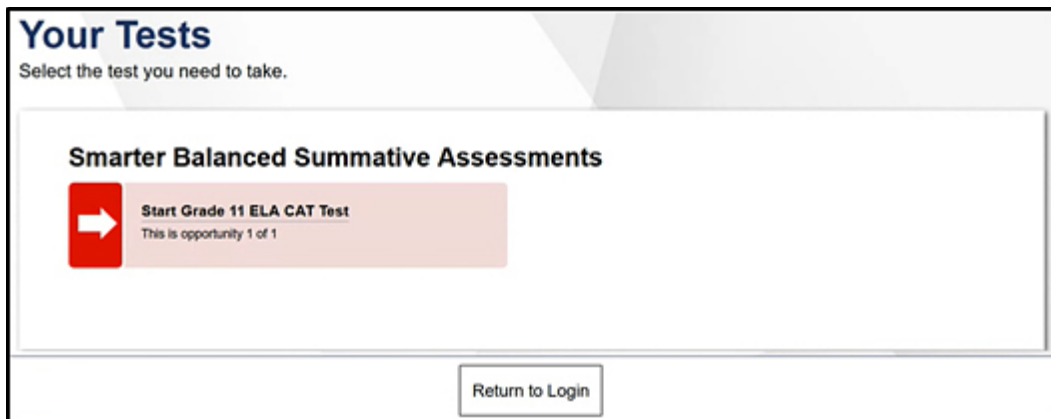 Your Tests
Select the test you need to take.
Smarter Balanced Summative Assessments
Start Grade 11 ELA CAT Test
This is opportunity 1 of 1
Return to Login